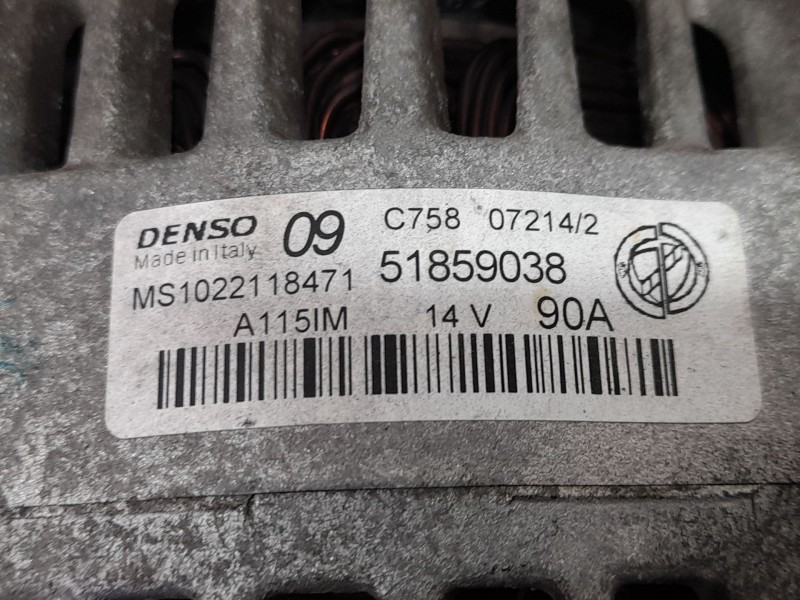 DENSO 09 C758 07214/2
Made in Italy
MS1022118471 51859038
A115IM 14 V 90A